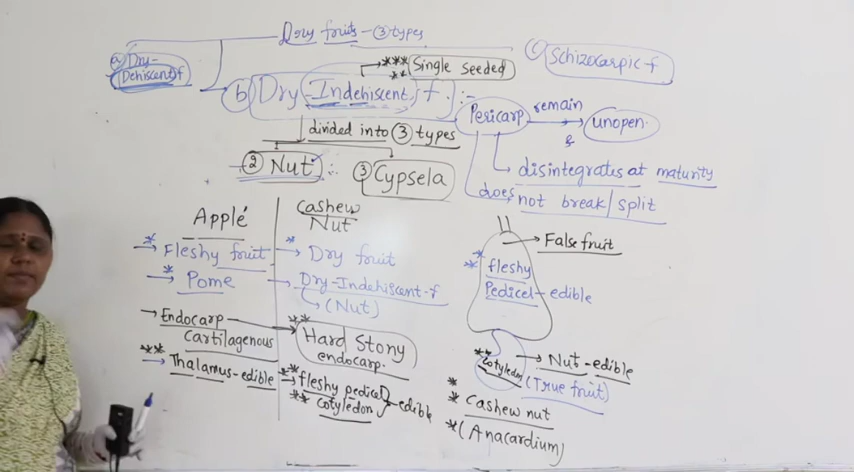 Dry fruits - ③ types
a) Dry-
(Dehiscent) f
b) Dry - Indehiscent, f :-
*** Single seeded
**
c) Schizocarpic f
Pericarp remain unopen
&
disintegrates at maturity
does not break/split
divided into ③ types
② Nut :-
③ Cypsela
Apple
* Fleshy fruit
* Pome
Endocarp
Cartilagenous
** Thalamus-edible
Cashew
Nut
* Dry fruit
Dry-Indehiscent-f
(Nut)
** Hard Stony
endocarp.
** fleshy pedicel
** cotyledon
edible
False fruit
* fleshy
* Pedicel - edible
** Cotyledon
Nut-edible
(True fruit)
*
* Cashew nut
* (Anacardium)